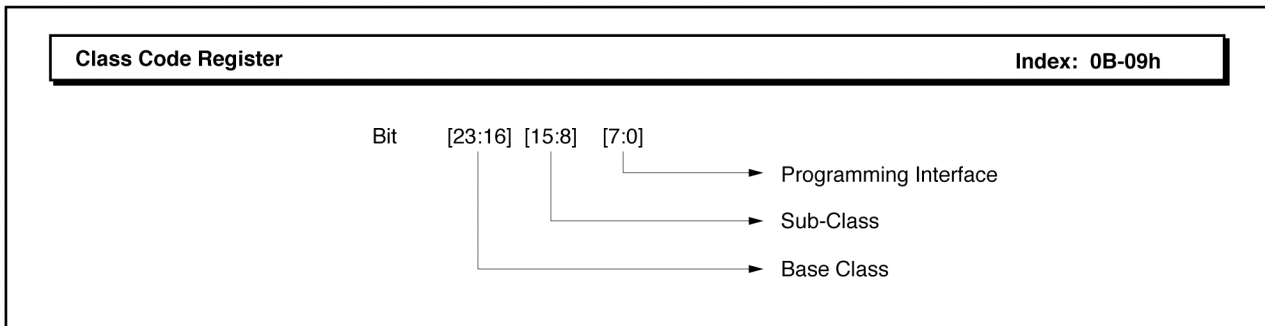 Class Code Register Index: 0B-09h
Bit [23:16] [15:8] [7:0]
Programming Interface
Sub-Class
Base Class